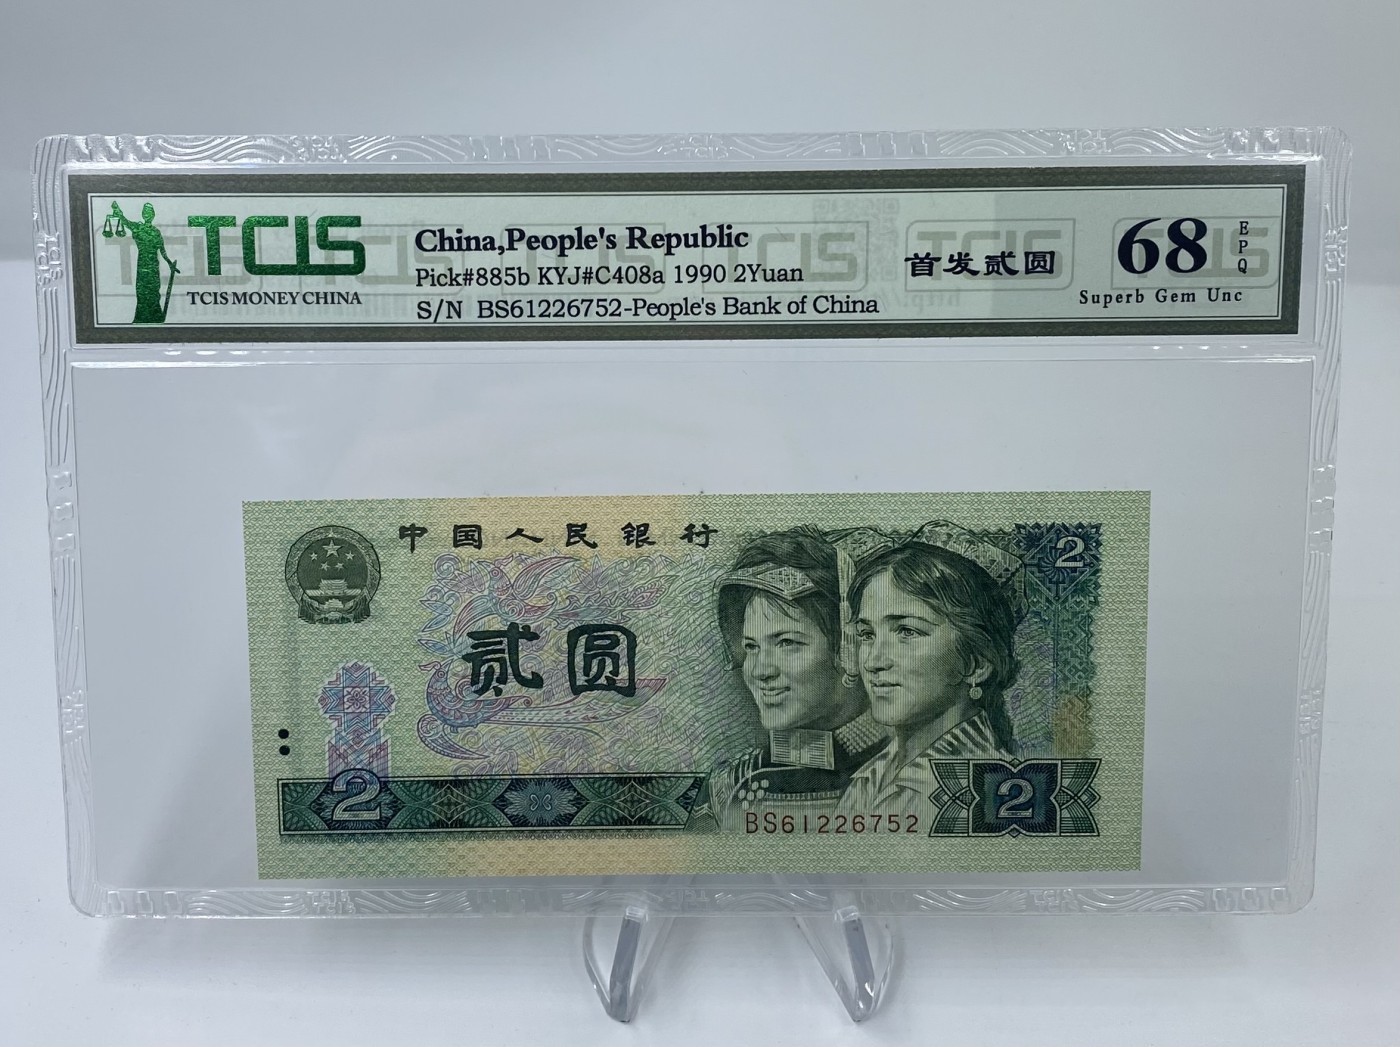 TCIS
TCIS MONEY CHINA
China,People's Republic
Pick#885b KYJ#C408a 1990 2Yuan
S/N BS61226752-People's Bank of China
首发贰圆
68
EPQ
Superb Gem Unc
中国人民银行
2
贰圆
2
2
BS61226752